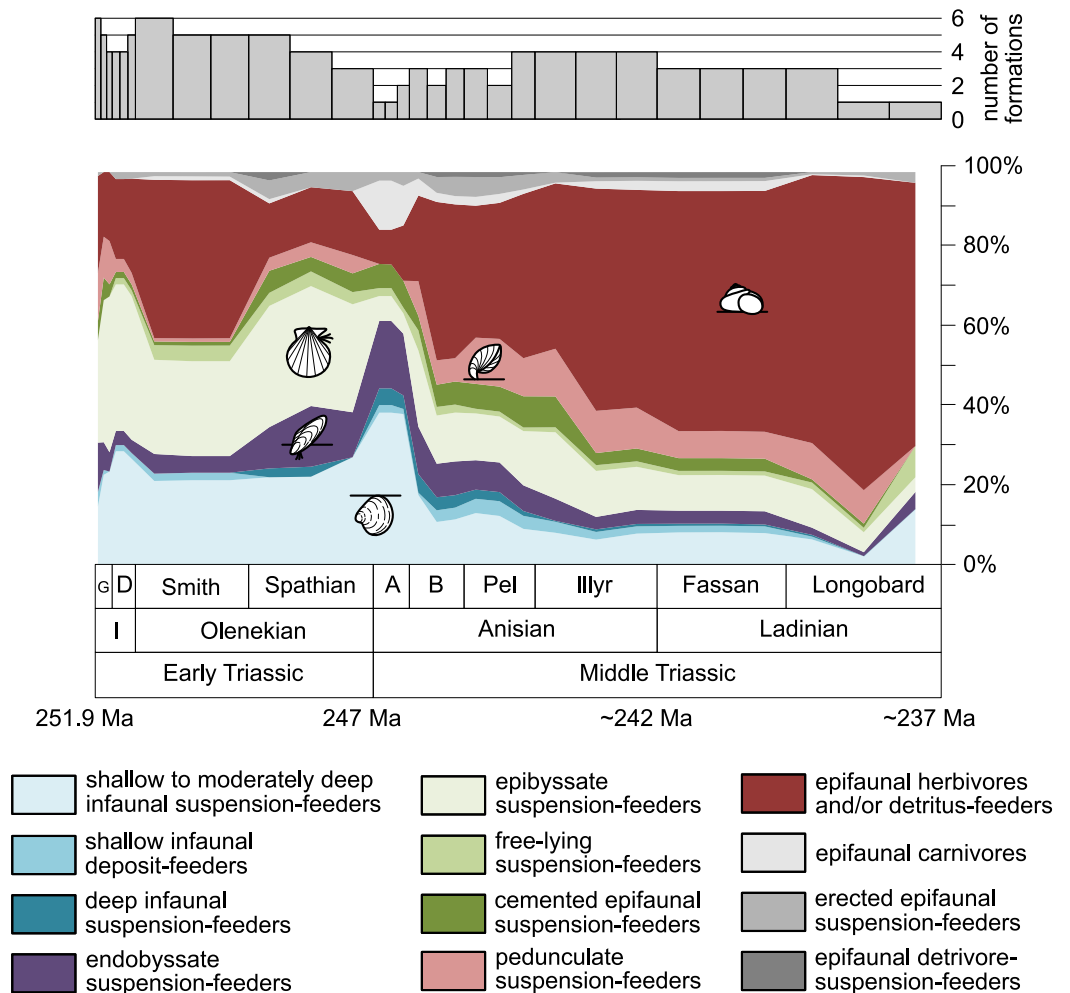 6
4
2
0
number of
formations
100%
80%
60%
40%
20%
0%
G
D
Smith
Spathian
A
B
Pel
Illyr
Fassan
Longobard
I
Olenekian
Anisian
Ladinian
Early Triassic
Middle Triassic
251.9 Ma
247 Ma
~242 Ma
~237 Ma
shallow to moderately deep
infaunal suspension-feeders
shallow infaunal
deposit-feeders
deep infaunal
suspension-feeders
endobyssate
suspension-feeders
epibyssate
suspension-feeders
free-lying
suspension-feeders
cemented epifaunal
suspension-feeders
pedunculate
suspension-feeders
epifaunal herbivores
and/or detritus-feeders
epifaunal carnivores
erected epifaunal
suspension-feeders
epifaunal detrivore-
suspension-feeders